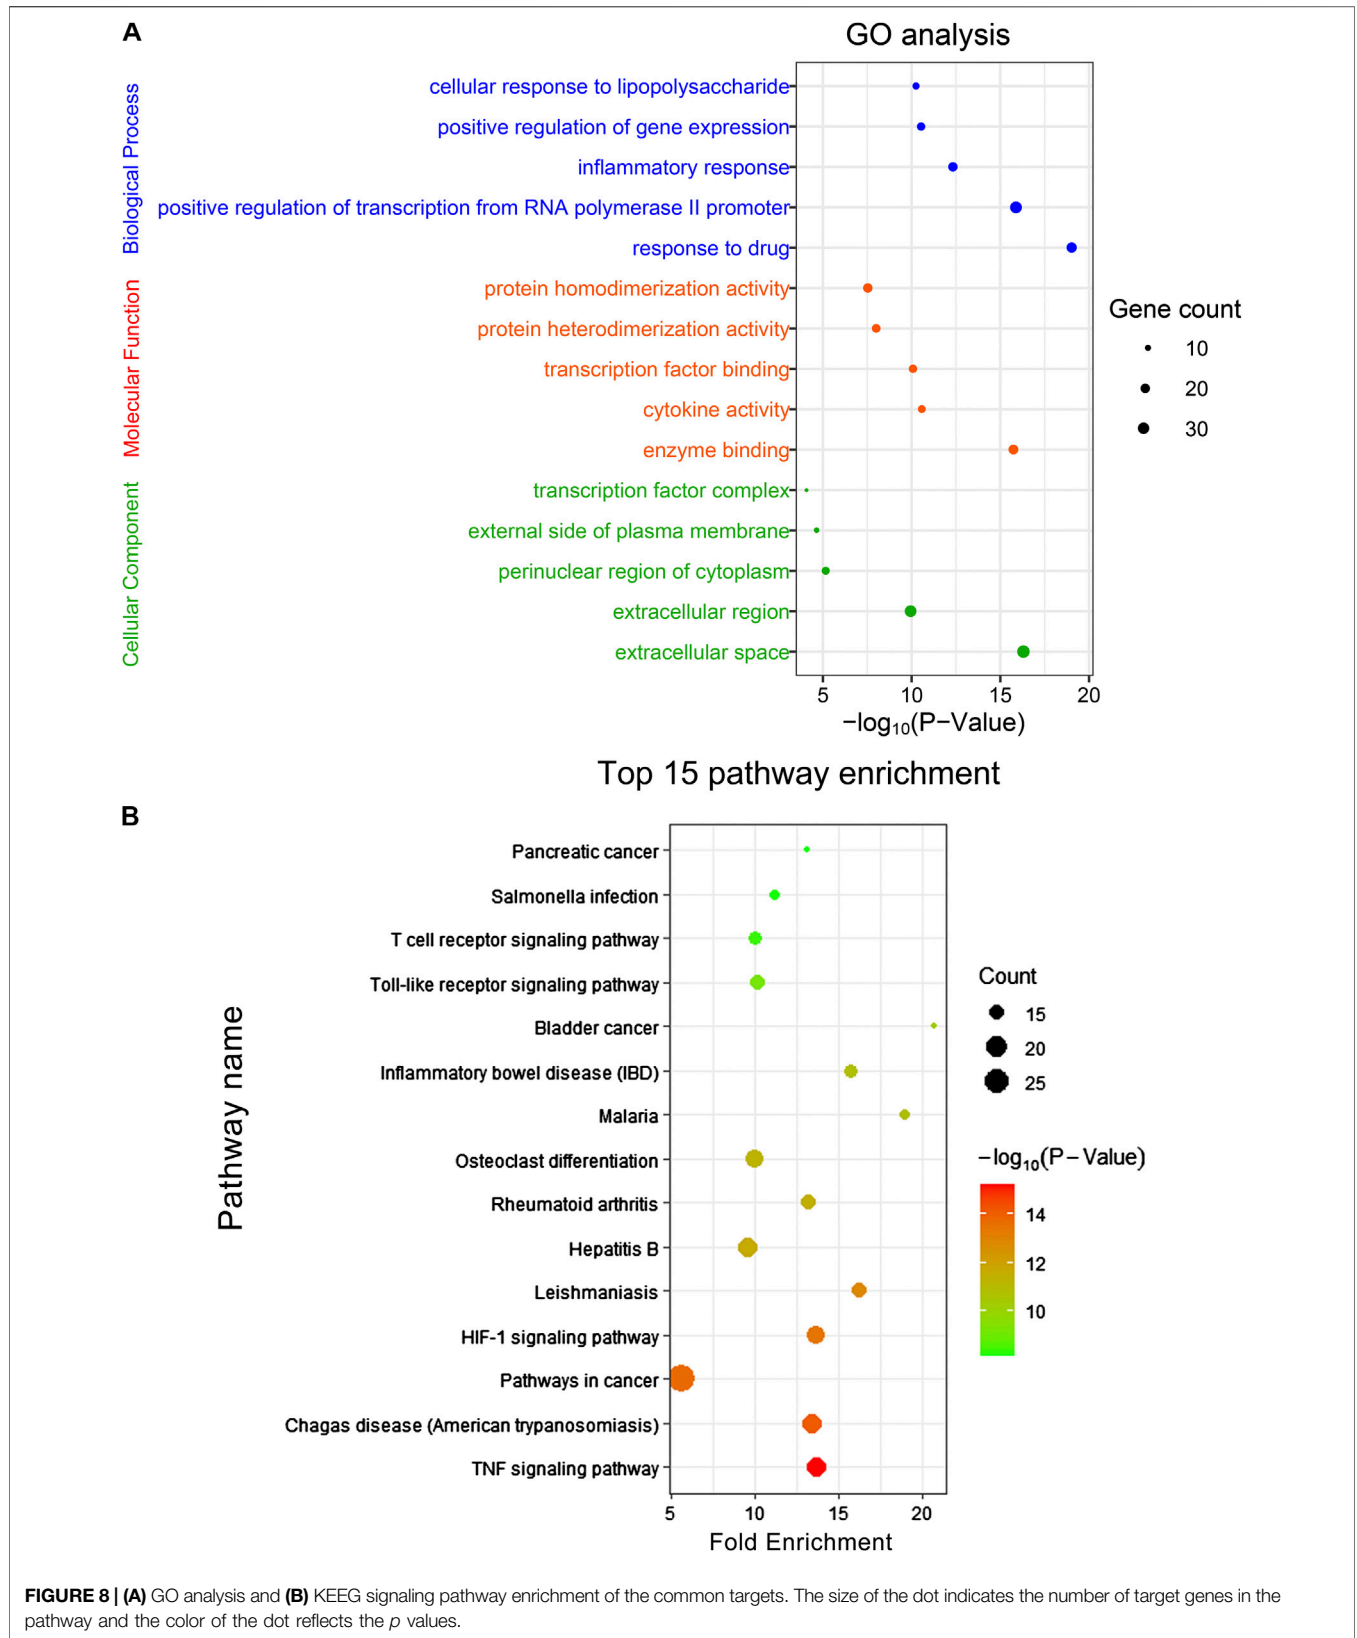 A
GO analysis
Biological Process
cellular response to lipopolysaccharide
positive regulation of gene expression
inflammatory response
positive regulation of transcription from RNA polymerase II promoter
response to drug
Molecular Function
protein homodimerization activity
protein heterodimerization activity
transcription factor binding
cytokine activity
enzyme binding
Cellular Component
transcription factor complex
external side of plasma membrane
perinuclear region of cytoplasm
extracellular region
extracellular space
5 10 15 20
−log₁₀(P−Value)
Gene count
10
20
30
Top 15 pathway enrichment
B
Pathway name
Pancreatic cancer
Salmonella infection
T cell receptor signaling pathway
Toll-like receptor signaling pathway
Bladder cancer
Inflammatory bowel disease (IBD)
Malaria
Osteoclast differentiation
Rheumatoid arthritis
Hepatitis B
Leishmaniasis
HIF-1 signaling pathway
Pathways in cancer
Chagas disease (American trypanosomiasis)
TNF signaling pathway
5 10 15 20
Fold Enrichment
Count
15
20
25
−log₁₀(P−Value)
14
12
10
FIGURE 8 | (A) GO analysis and (B) KEEG signaling pathway enrichment of the common targets. The size of the dot indicates the number of target genes in the
pathway and the color of the dot reflects the p values.